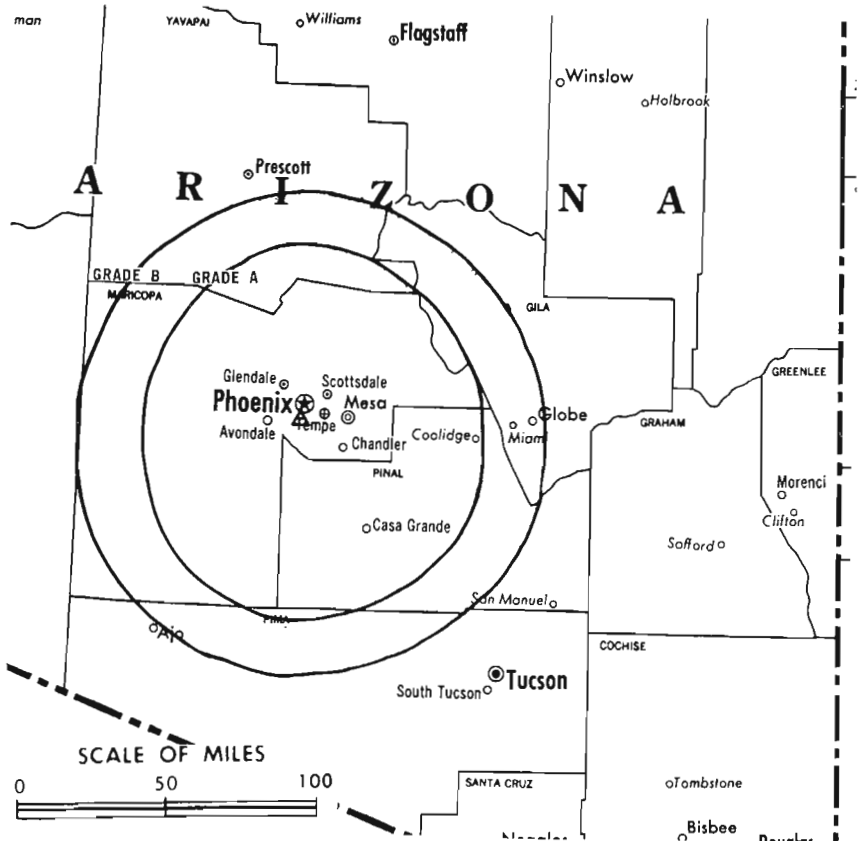 man
YAVAPAI
Williams
Flagstaff
Winslow
Holbrook
Prescott
A R I Z O N A
GRADE B
GRADE A
MARICOPA
GILA
Glendale
Scottsdale
Phoenix
Mesa
Tempe
Avondale
Chandler
Coolidge
Miami
Globe
GREENLEE
GRAHAM
PINAL
Morenci
Clifton
Casa Grande
Safford
San Manuel
PIMA
Ajo
COCHISE
South Tucson
Tucson
SCALE OF MILES
0 50 100
SANTA CRUZ
Tombstone
Bisbee